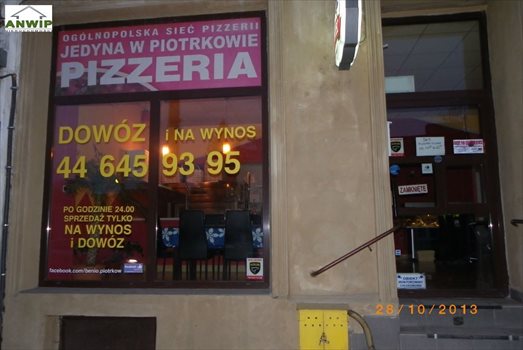 ANWIP
OGÓLNOPOLSKA SIEĆ PIZZERII
JEDYNA W PIOTRKOWIE
PIZZERIA
DOWÓZ i NA WYNOS
44 645 93 95
PO GODZINIE 24.00
SPRZEDAŻ TYLKO
NA WYNOS
i DOWÓZ
facebook.com/benio.piotrkow
ZAMKNIĘTE
OBIEKT
28/10/2013